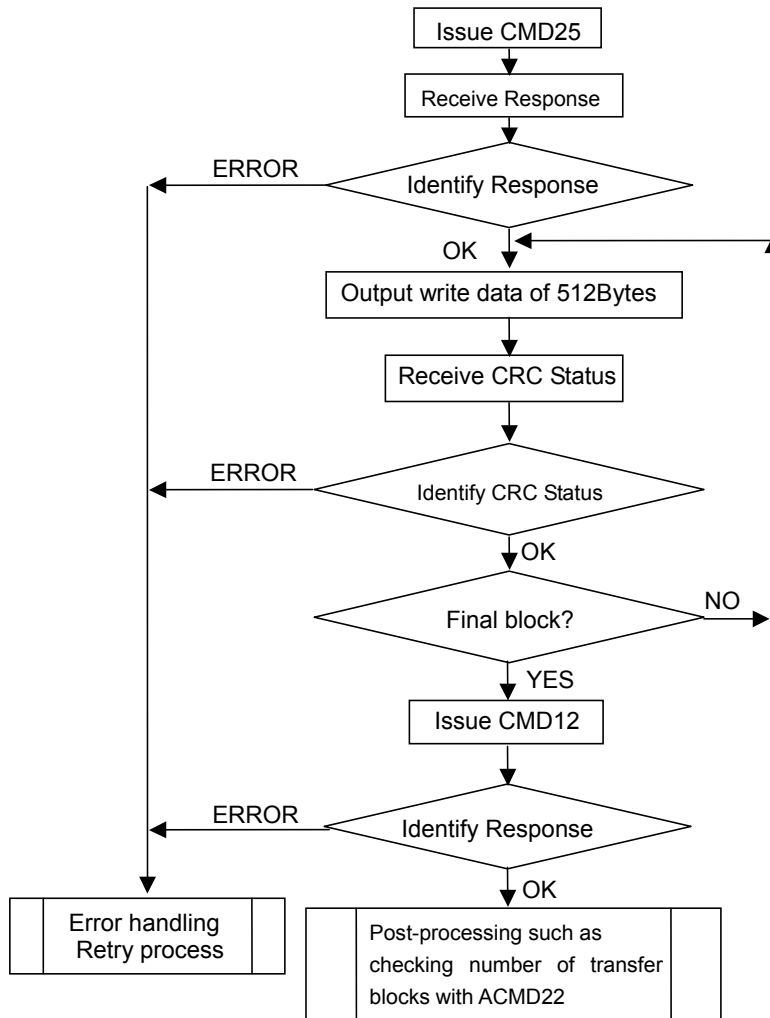 Issue CMD25
Receive Response
ERROR
Identify Response
OK
Output write data of 512Bytes
Receive CRC Status
ERROR
Identify CRC Status
OK
Final block?
NO
YES
Issue CMD12
ERROR
Identify Response
OK
Error handling
Retry process
Post-processing such as
checking number of transfer
blocks with ACMD22